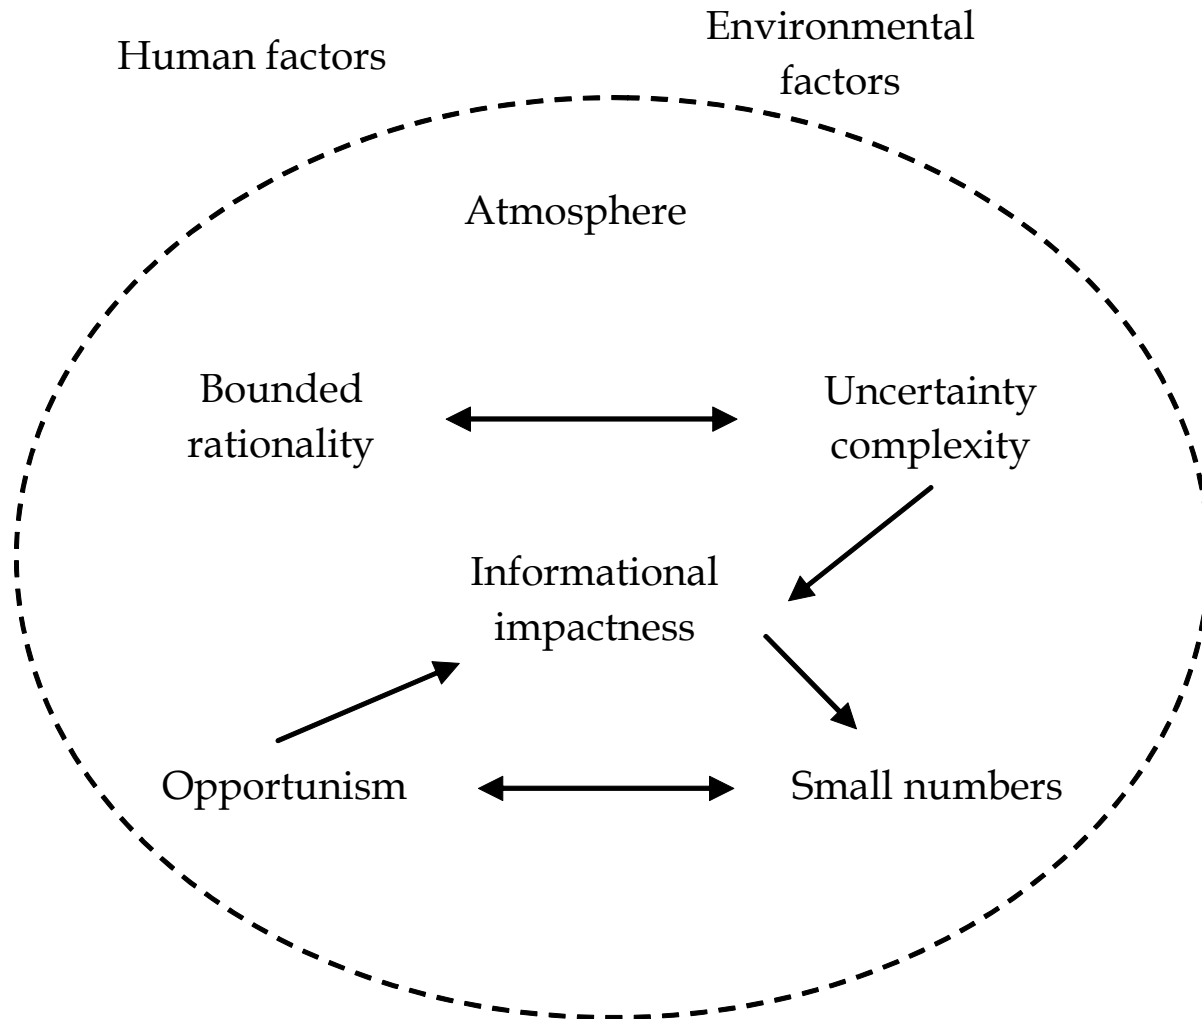 Human factors
Environmental
factors
Atmosphere
Bounded
rationality
Uncertainty
complexity
Informational
impactness
Opportunism
Small numbers